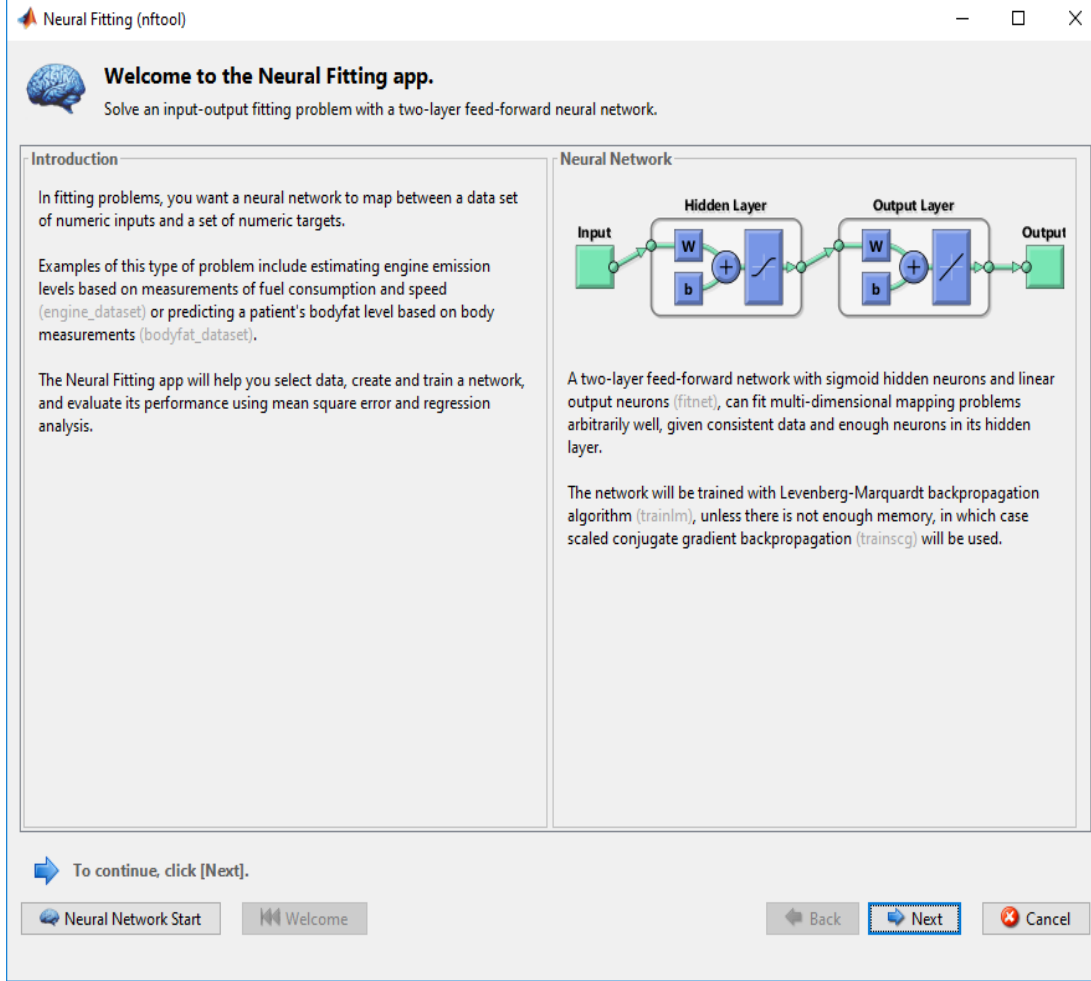 Neural Fitting (nftool)
Welcome to the Neural Fitting app.
Solve an input-output fitting problem with a two-layer feed-forward neural network.
Introduction
In fitting problems, you want a neural network to map between a data set
of numeric inputs and a set of numeric targets.
Examples of this type of problem include estimating engine emission
levels based on measurements of fuel consumption and speed
(engine_dataset) or predicting a patient's bodyfat level based on body
measurements (bodyfat_dataset).
The Neural Fitting app will help you select data, create and train a network,
and evaluate its performance using mean square error and regression
analysis.
Neural Network
Hidden Layer
Output Layer
Input
Output
W
W
b
b
A two-layer feed-forward network with sigmoid hidden neurons and linear
output neurons (fitnet), can fit multi-dimensional mapping problems
arbitrarily well, given consistent data and enough neurons in its hidden
layer.
The network will be trained with Levenberg-Marquardt backpropagation
algorithm (trainlm), unless there is not enough memory, in which case
scaled conjugate gradient backpropagation (trainscg) will be used.
To continue, click [Next].
Neural Network Start
Welcome
Back
Next
Cancel